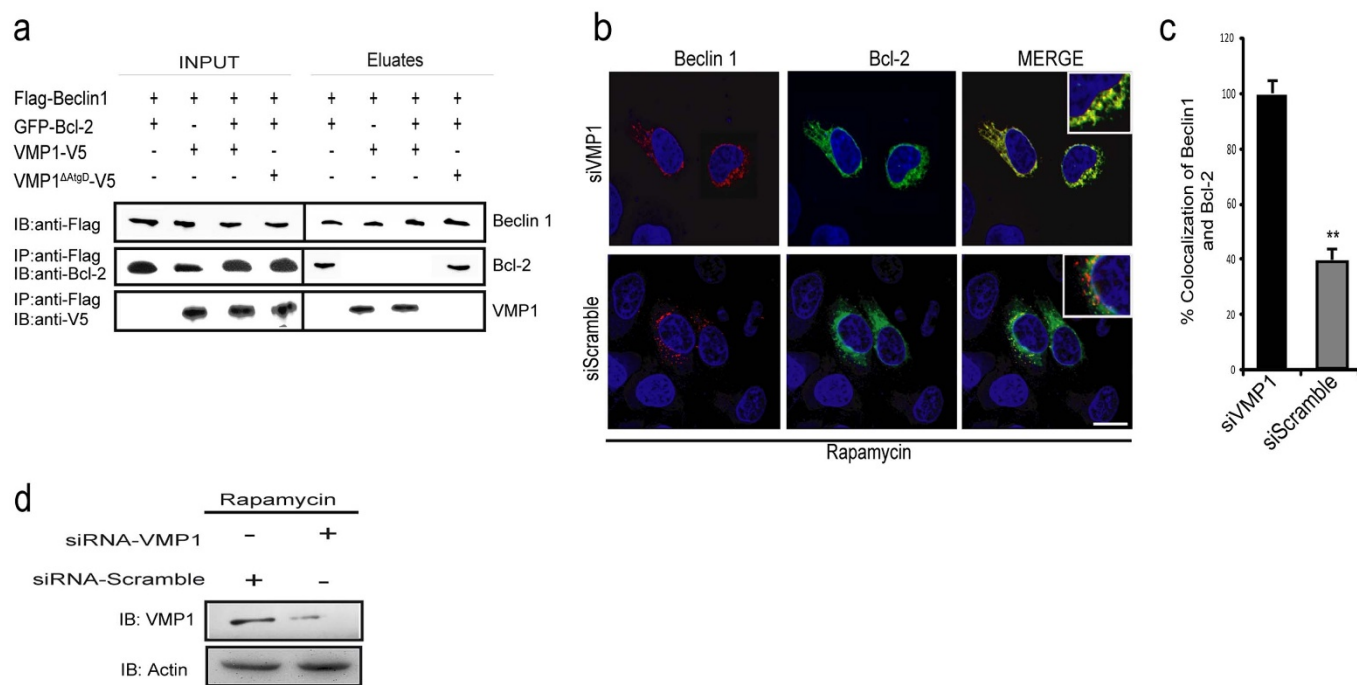 a
INPUT Eluates
Flag-Beclin1 + + + + + + + +
GFP-Bcl-2 + - + + + - + +
VMP1-V5 - + + - - + + -
VMP1ΔAtgD-V5 - - - + - - - +
IB:anti-Flag Beclin 1
IP:anti-Flag
IB:anti-Bcl-2 Bcl-2
IP:anti-Flag
IB:anti-V5 VMP1
b
Beclin 1 Bcl-2 MERGE
siVMP1
siScramble
Rapamycin
c
% Colocalization of Beclin1
and Bcl-2
120
100
80
60
40
20
0
**
siVMP1
siScramble
d
Rapamycin
siRNA-VMP1 - +
siRNA-Scramble + -
IB: VMP1
IB: Actin